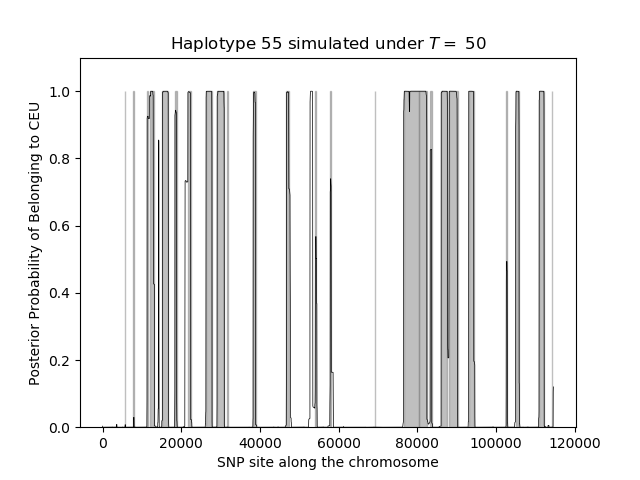 Haplotype 55 simulated under T = 50
Posterior Probability of Belonging to CEU
1.0
0.8
0.6
0.4
0.2
0.0
0 20000 40000 60000 80000 100000 120000
SNP site along the chromosome